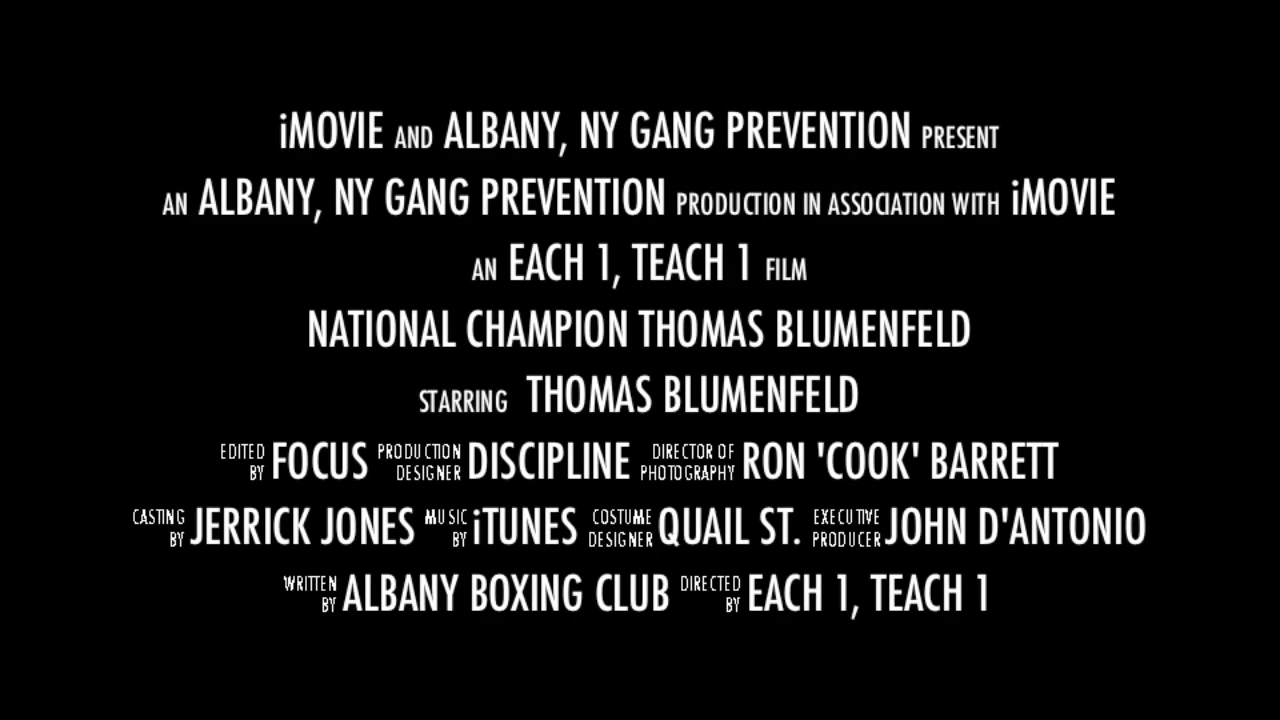 iMOVIE AND ALBANY, NY GANG PREVENTION PRESENT
AN ALBANY, NY GANG PREVENTION PRODUCTION IN ASSOCIATION WITH iMOVIE
AN EACH 1, TEACH 1 FILM
NATIONAL CHAMPION THOMAS BLUMENFELD
STARRING THOMAS BLUMENFELD
EDITED BY FOCUS PRODUCTION DESIGNER DISCIPLINE DIRECTOR OF PHOTOGRAPHY RON 'COOK' BARRETT
CASTING BY JERRICK JONES MUSIC BY iTUNES COSTUME DESIGNER QUAIL ST. EXECUTIVE PRODUCER JOHN D'ANTONIO
WRITTEN BY ALBANY BOXING CLUB DIRECTED BY EACH 1, TEACH 1